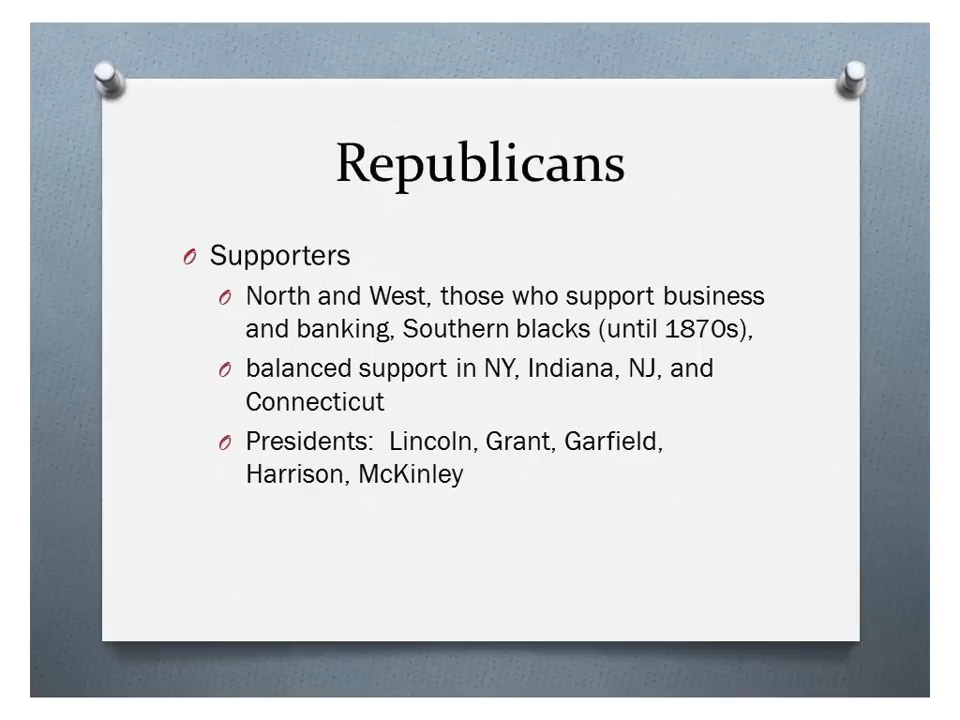 Republicans
Supporters
North and West, those who support business
and banking, Southern blacks (until 1870s),
balanced support in NY, Indiana, NJ, and
Connecticut
Presidents:  Lincoln, Grant, Garfield,
Harrison, McKinley